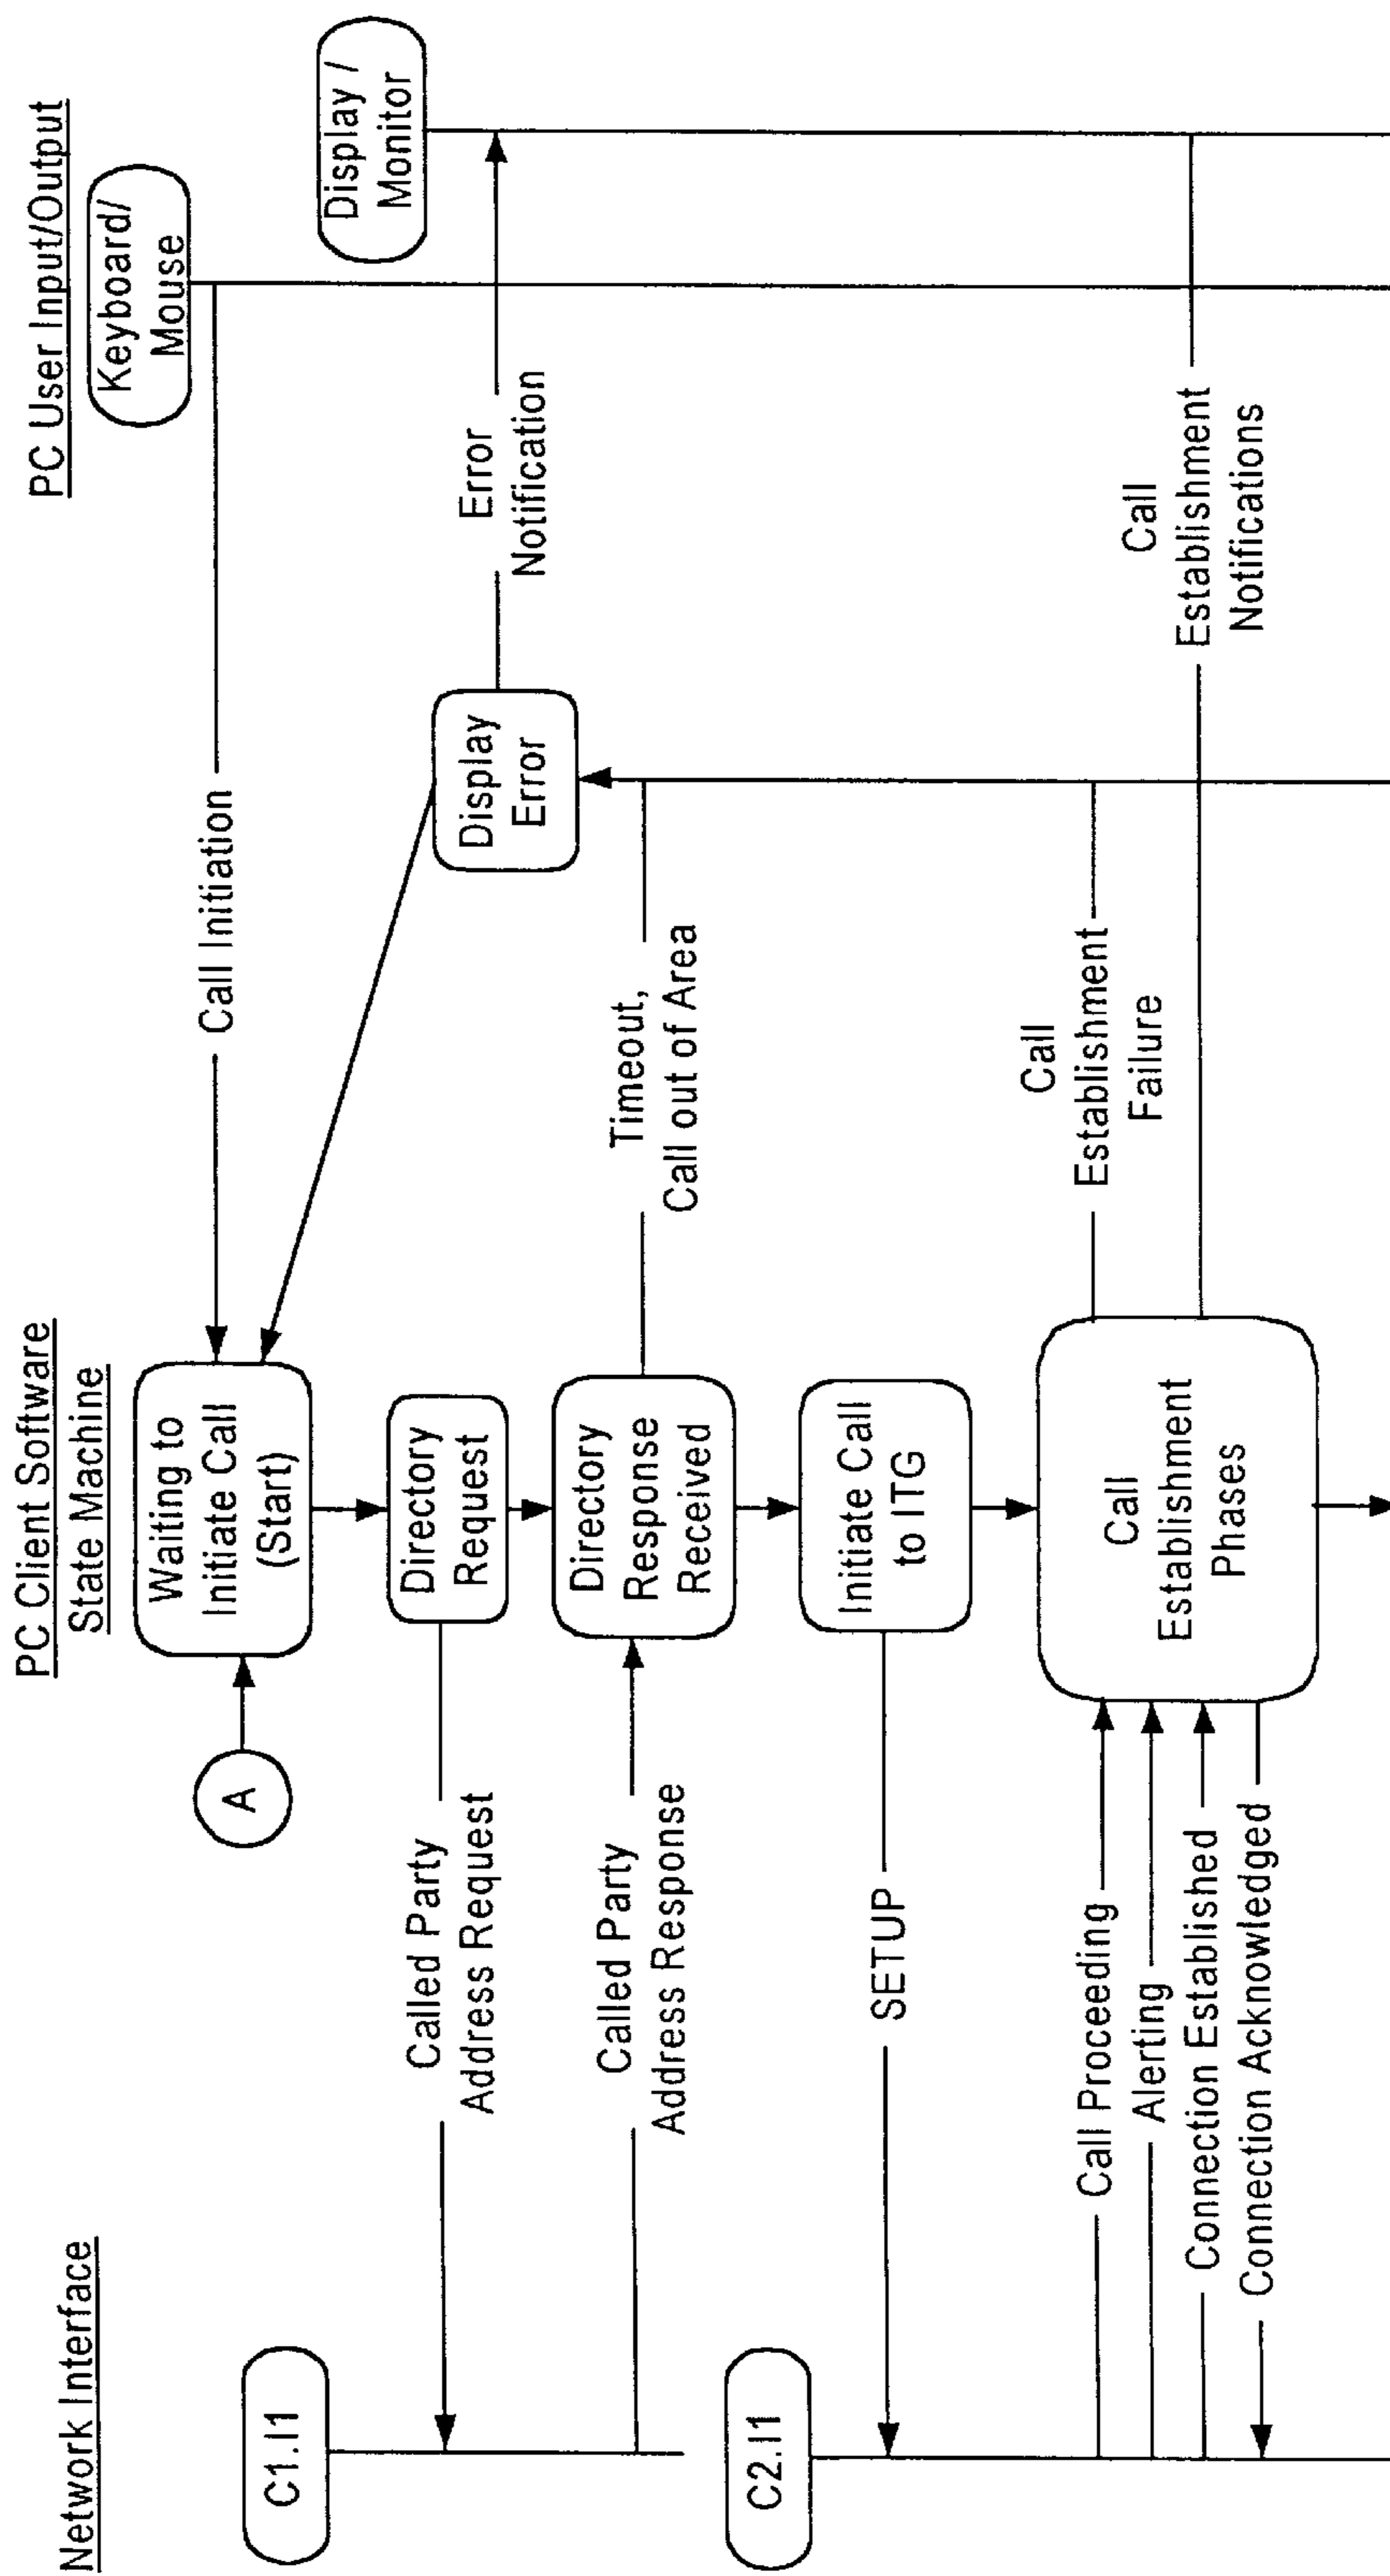 Network Interface
PC Client Software
State Machine
PC User Input/Output
Keyboard/
Mouse
Waiting to
Initiate Call
(Start)
A
Call Initiation
C1.I1
Display /
Monitor
Directory
Request
Called Party
Address Request
Display
Error
Error
Notification
Directory
Response
Received
Called Party
Address Response
Timeout,
Call out of Area
C2.I1
Initiate Call
to ITG
SETUP
Call
Establishment
Phases
Call Proceeding
Alerting
Connection Established
Connection Acknowledged
Call
Establishment
Failure
Call
Establishment
Notifications